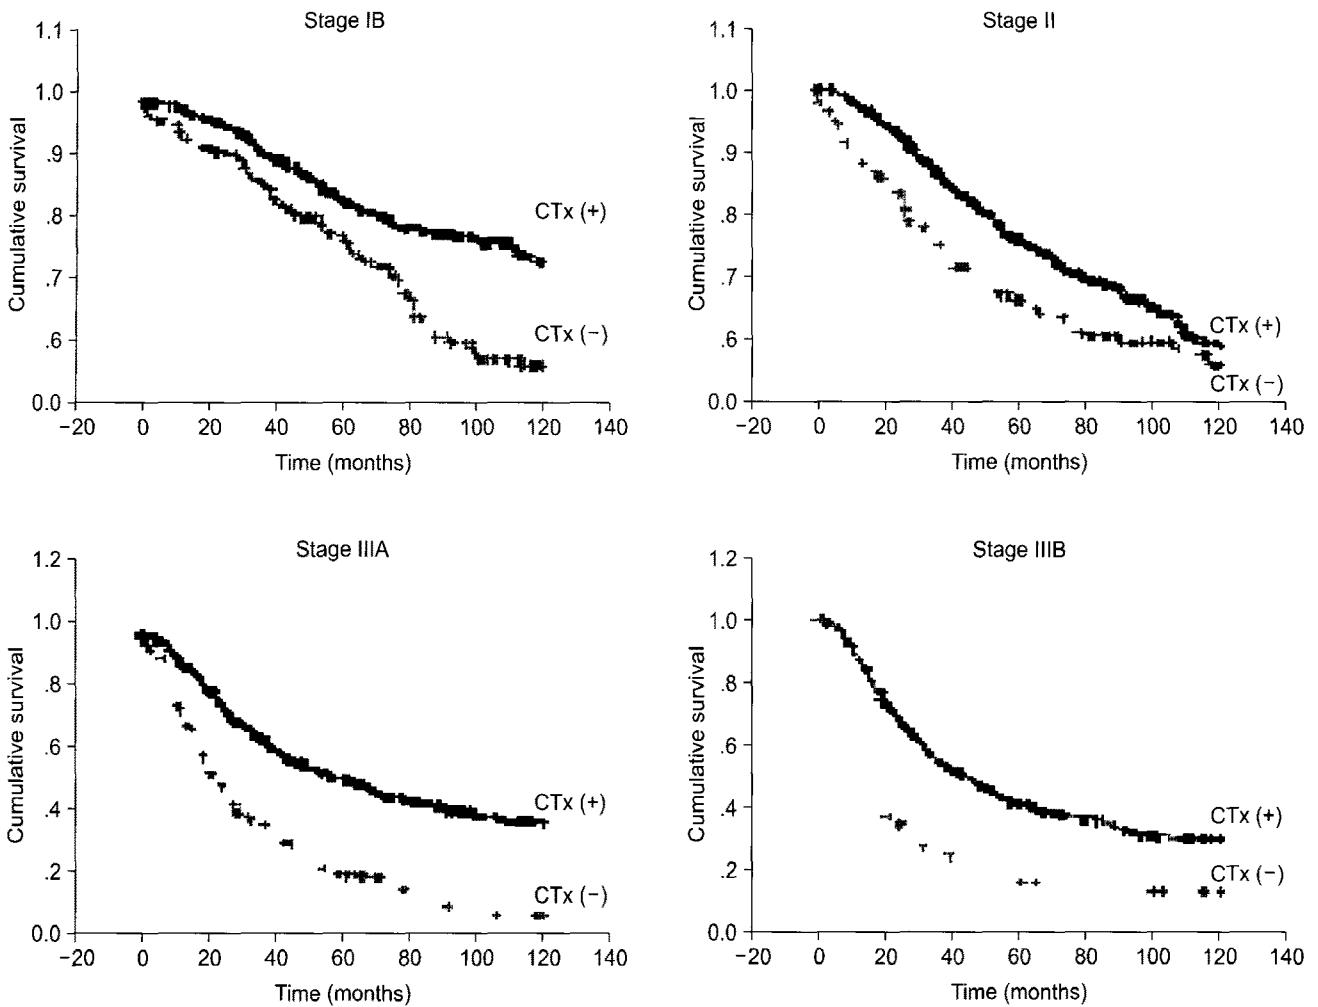 Stage IB
1.1
1.0
.9
.8
.7
.6
0.0
Cumulative survival
CTx (+)
CTx (−)
−20 0 20 40 60 80 100 120 140
Time (months)
Stage II
1.1
1.0
.9
.8
.7
.6
0.0
Cumulative survival
CTx (+)
CTx (−)
−20 0 20 40 60 80 100 120 140
Time (months)
Stage IIIA
1.2
1.0
.8
.6
.4
.2
0.0
Cumulative survival
CTx (+)
CTx (−)
−20 0 20 40 60 80 100 120 140
Time (months)
Stage IIIB
1.2
1.0
.8
.6
.4
.2
0.0
Cumulative survival
CTx (+)
CTx (−)
−20 0 20 40 60 80 100 120 140
Time (months)